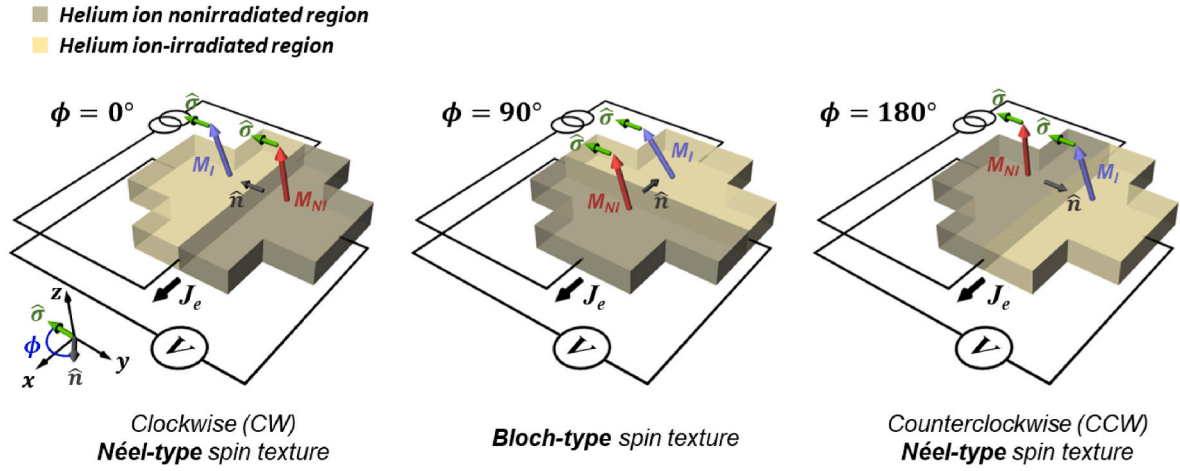 Helium ion nonirradiated region
Helium ion-irradiated region
ϕ = 0°
σ̂
σ̂
M_I
n̂
M_NI
J_e
V
z
σ̂
ϕ
x
n̂
y
Clockwise (CW)
Néel-type spin texture
ϕ = 90°
σ̂
σ̂
M_I
n̂
M_NI
J_e
V
Bloch-type spin texture
ϕ = 180°
σ̂
σ̂
M_NI
M_I
n̂
J_e
V
Counterclockwise (CCW)
Néel-type spin texture